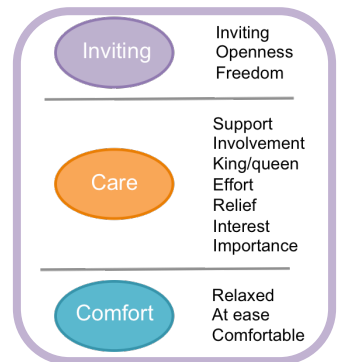 Inviting
Inviting
Openness
Freedom
Care
Support
Involvement
King/queen
Effort
Relief
Interest
Importance
Comfort
Relaxed
At ease
Comfortable